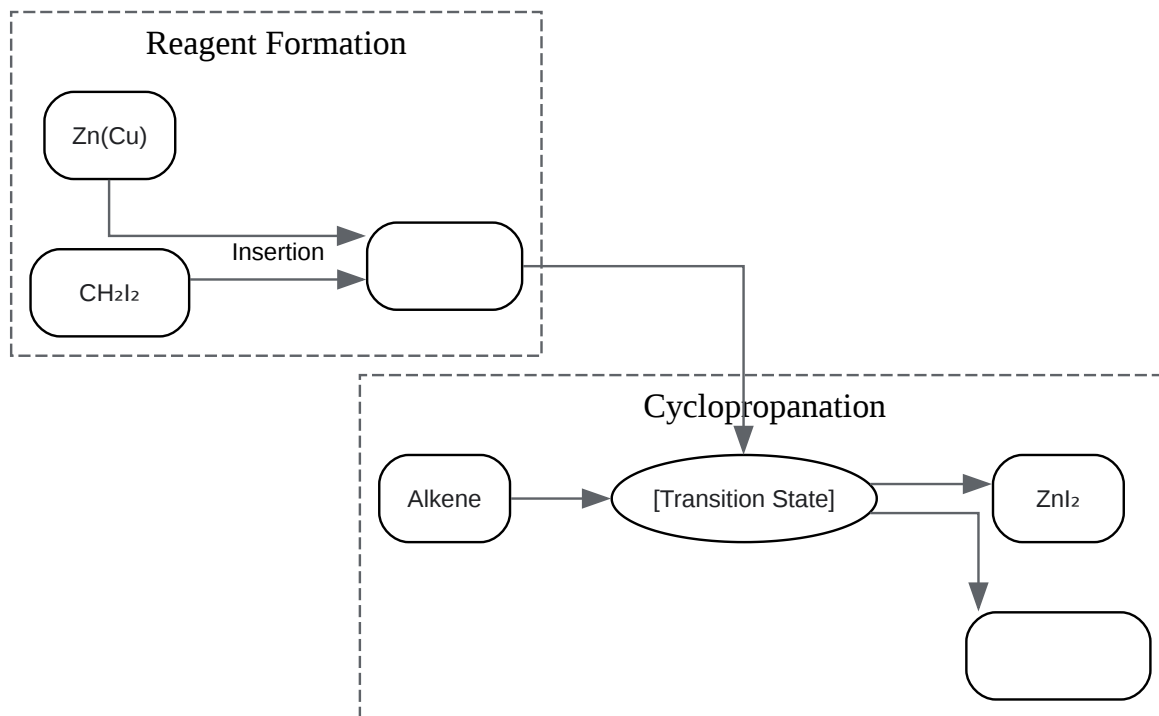 Reagent Formation
Zn(Cu)
Insertion
CH₂I₂
Cyclopropanation
Alkene
[Transition State]
ZnI₂